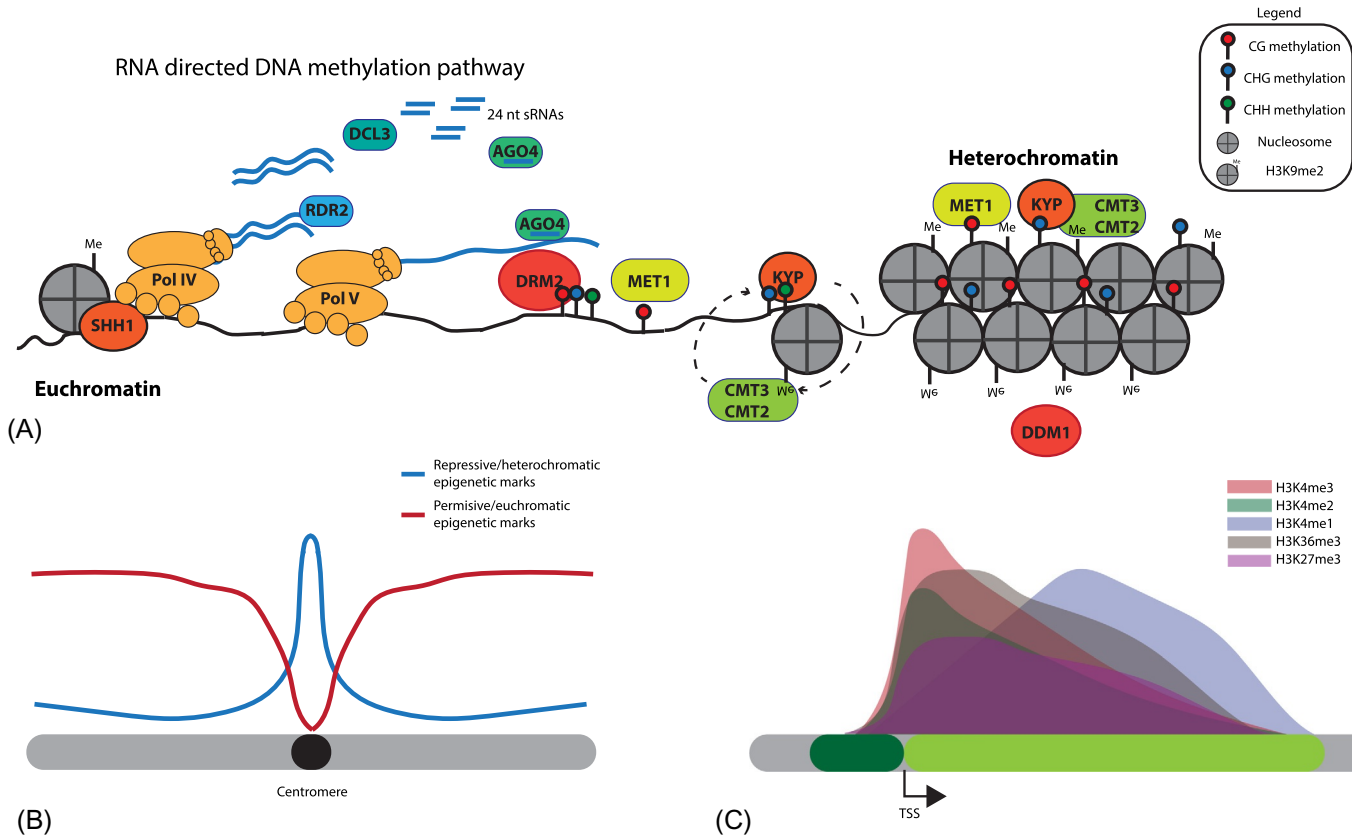 Legend
CG methylation
CHG methylation
CHH methylation
Nucleosome
Me
H3K9me2
RNA directed DNA methylation pathway
24 nt sRNAs
DCL3
AGO4
RDR2
Me
Pol IV
SHH1
Pol V
AGO4
DRM2
MET1
KYP
CMT3
Me
CMT2
Heterochromatin
MET1
KYP
CMT3
CMT2
Me
Me
Me
Me
Me
Me
Me
Me
DDM1
Euchromatin
(A)
Repressive/heterochromatic
epigenetic marks
Permisive/euchromatic
epigenetic marks
Centromere
(B)
H3K4me3
H3K4me2
H3K4me1
H3K36me3
H3K27me3
TSS
(C)